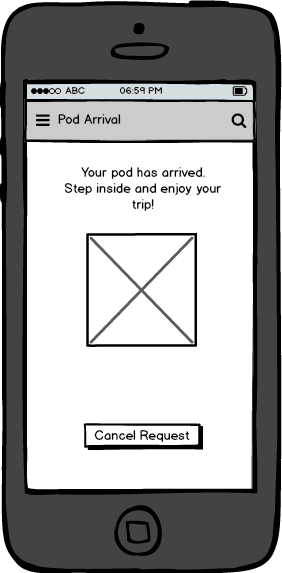 ABC 06:59 PM
Pod Arrival
Your pod has arrived.
Step inside and enjoy your
trip!
Cancel Request